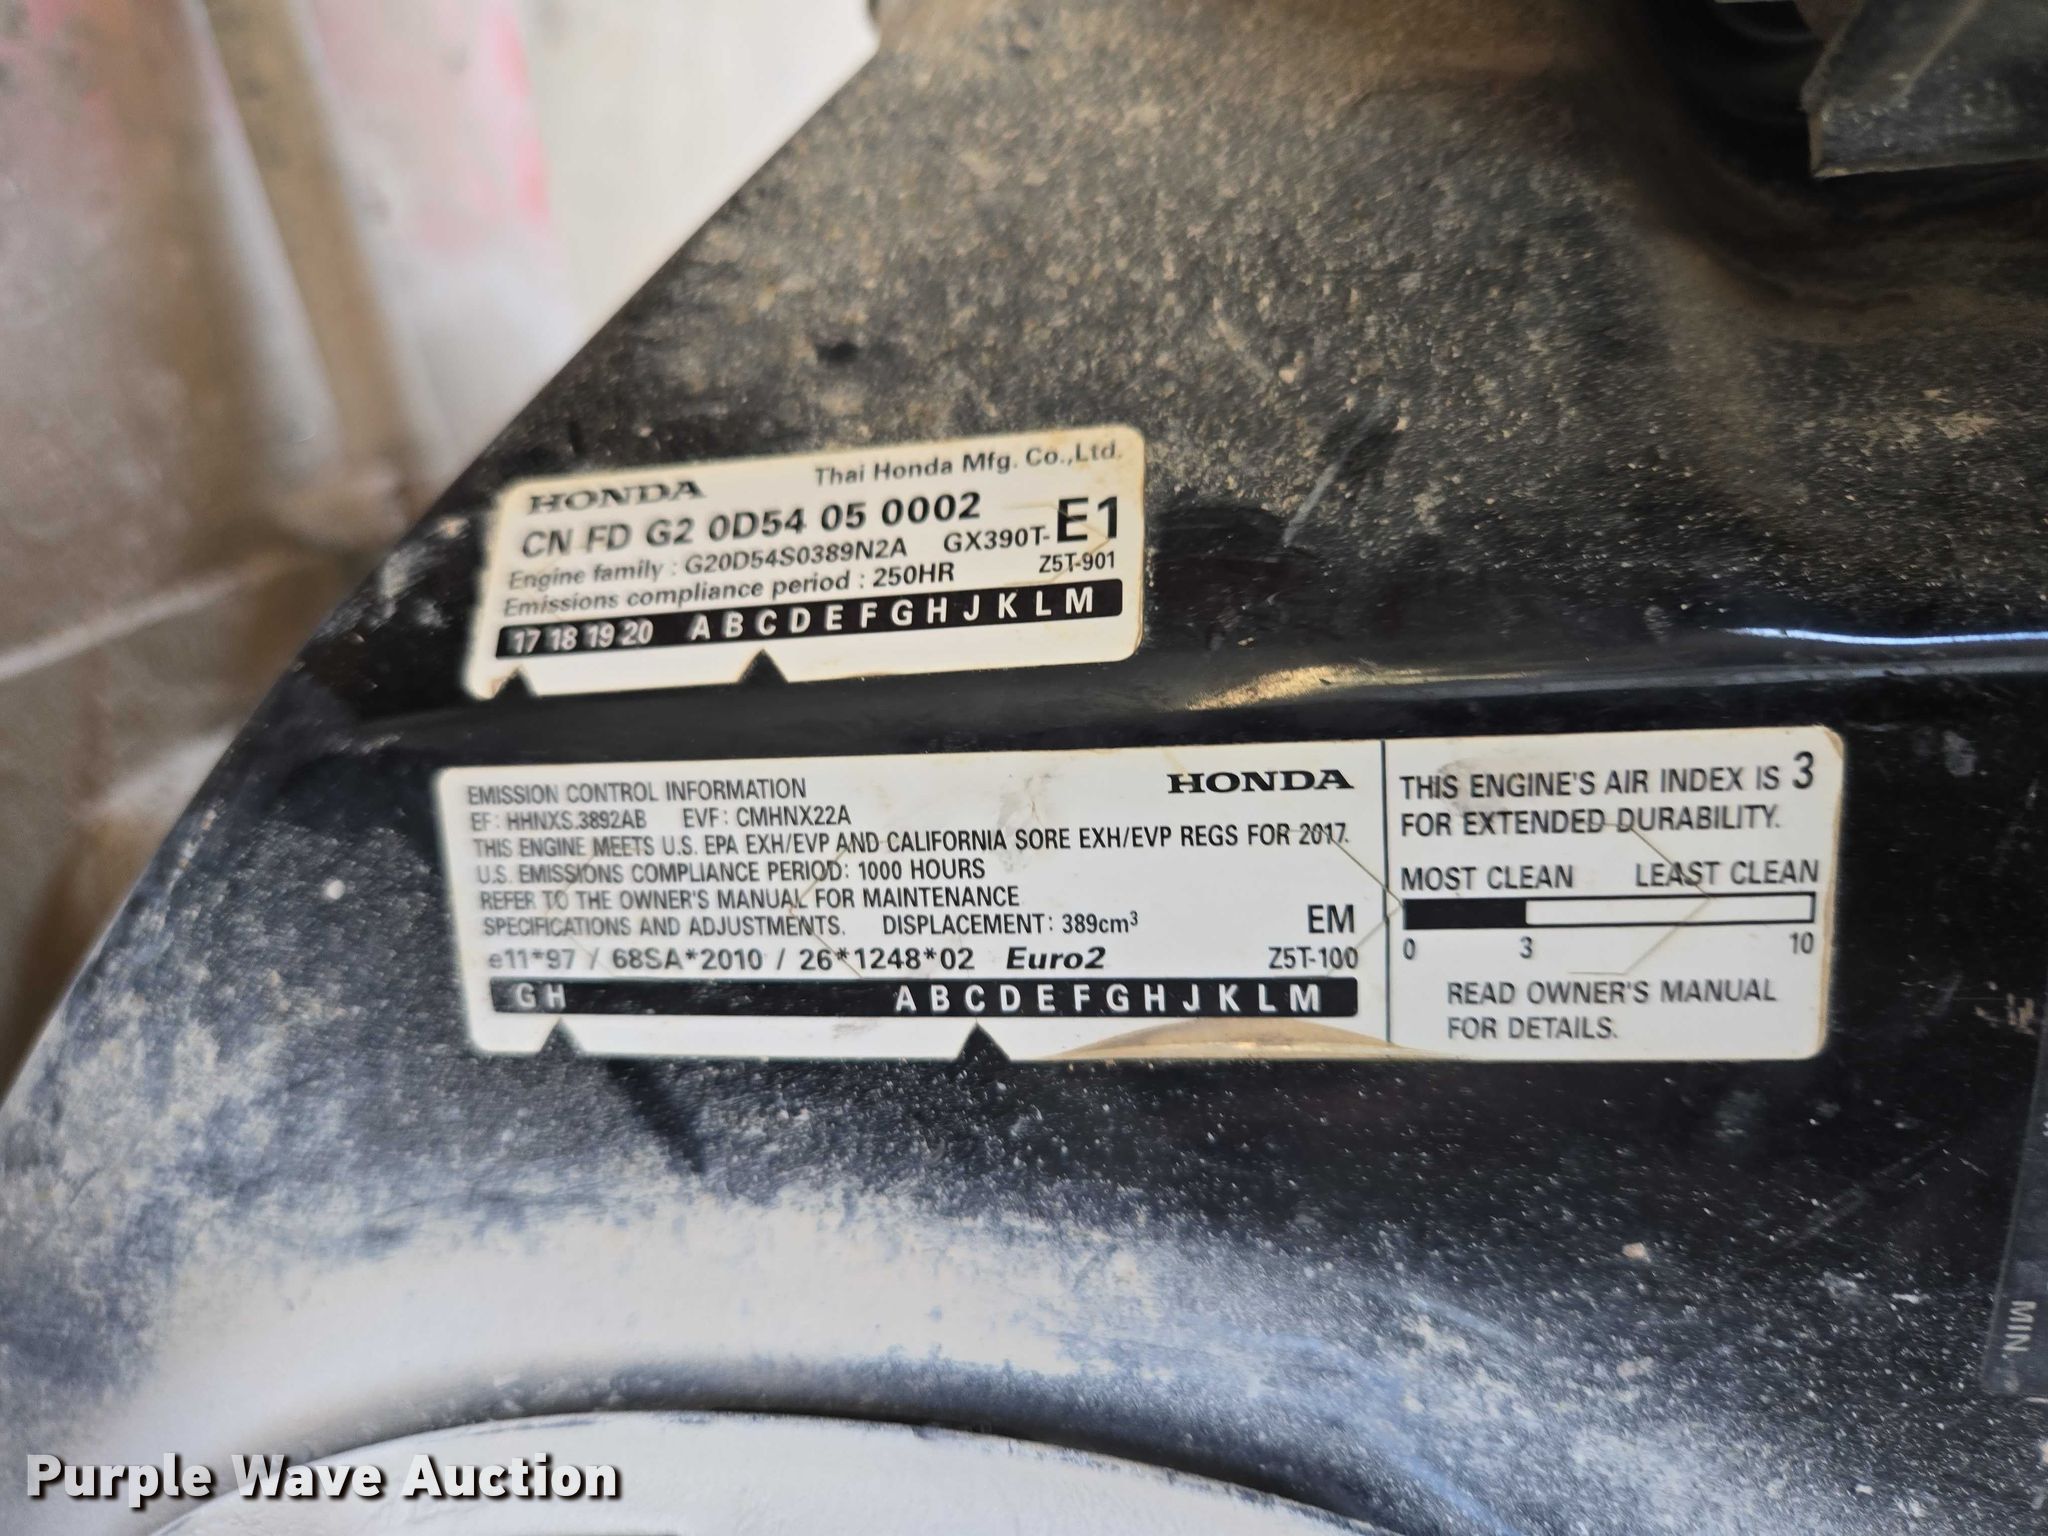 HONDA Thai Honda Mfg. Co.,Ltd.
CN FD G2 0D54 05 0002
GX390T-E1
Engine family : G20D54S0389N2A
Z5T-901
Emissions compliance period : 250HR
17 18 19 20 A B C D E F G H J K L M
EMISSION CONTROL INFORMATION HONDA
EF: HHNXS.3892AB EVF: CMHNX22A
THIS ENGINE MEETS U.S. EPA EXH/EVP AND CALIFORNIA SORE EXH/EVP REGS FOR 2017.
U.S. EMISSIONS COMPLIANCE PERIOD: 1000 HOURS
REFER TO THE OWNER'S MANUAL FOR MAINTENANCE
SPECIFICATIONS AND ADJUSTMENTS. DISPLACEMENT: 389cm³ EM
e11*97 / 68SA*2010 / 26*1248*02 Euro2 Z5T-100
G H A B C D E F G H J K L M
THIS ENGINE'S AIR INDEX IS 3
FOR EXTENDED DURABILITY.
MOST CLEAN LEAST CLEAN
0 3 10
READ OWNER'S MANUAL
FOR DETAILS.
MIN.
Purple Wave Auction